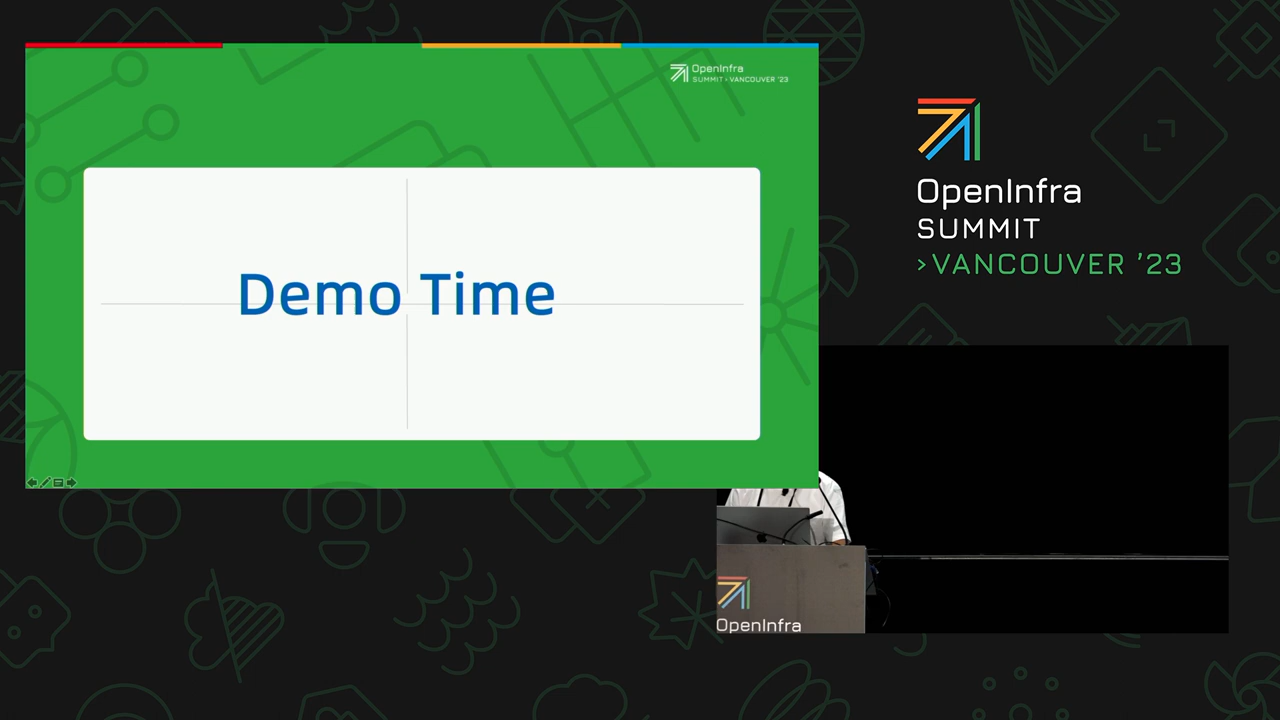 OpenInfra
SUMMIT › VANCOUVER '23
Demo Time
OpenInfra
SUMMIT
›VANCOUVER '23
OpenInfra